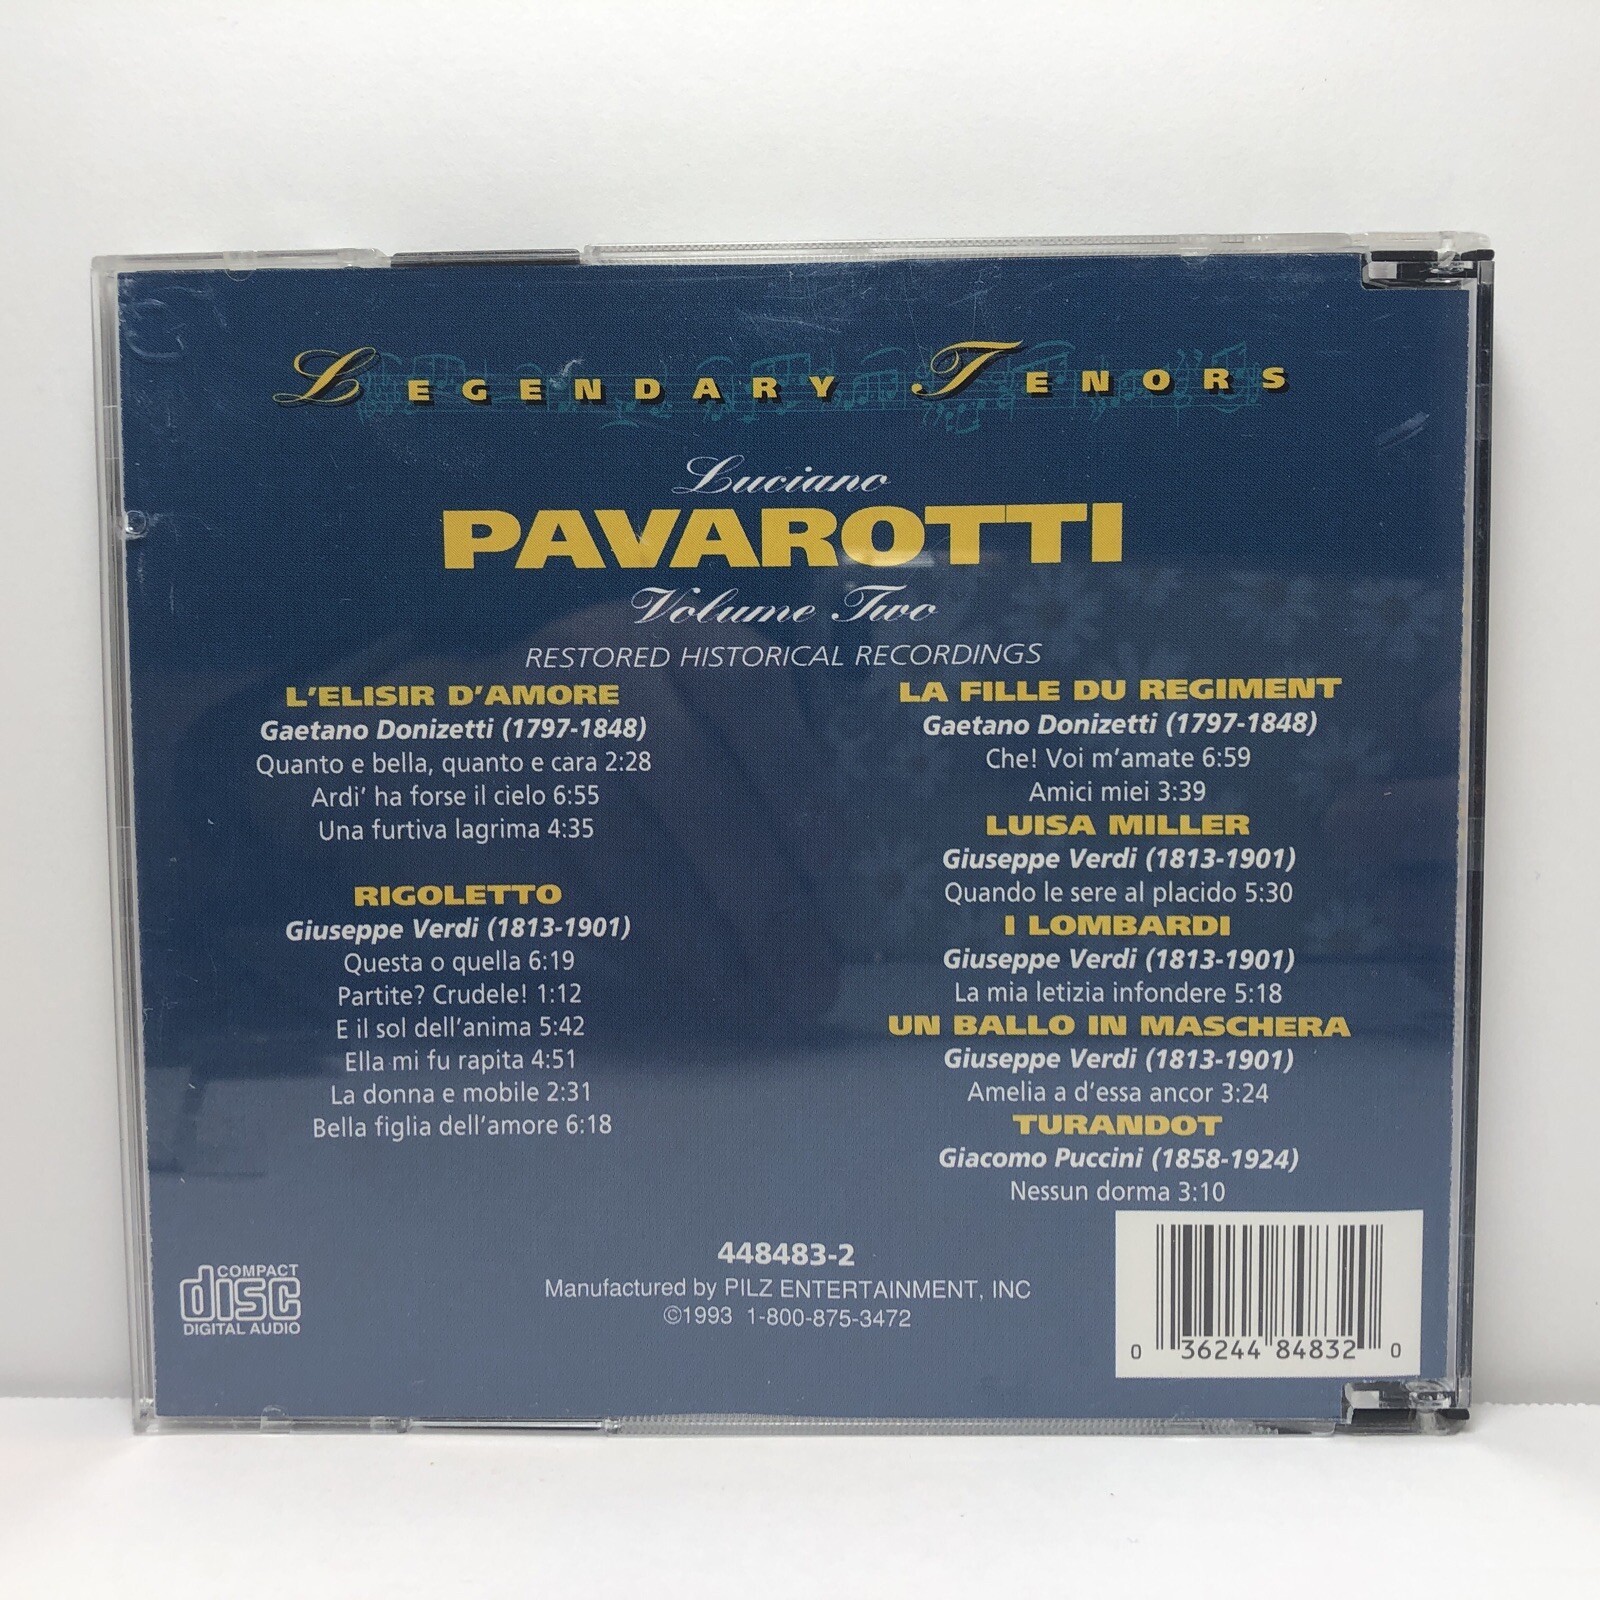 LEGENDARY TENORS
Luciano
PAVAROTTI
Volume Two
RESTORED HISTORICAL RECORDINGS
L'ELISIR D'AMORE
Gaetano Donizetti (1797-1848)
Quanto e bella, quanto e cara 2:28
Ardi' ha forse il cielo 6:55
Una furtiva lagrima 4:35
RIGOLETTO
Giuseppe Verdi (1813-1901)
Questa o quella 6:19
Partite? Crudele! 1:12
E il sol dell'anima 5:42
Ella mi fu rapita 4:51
La donna e mobile 2:31
Bella figlia dell'amore 6:18
LA FILLE DU REGIMENT
Gaetano Donizetti (1797-1848)
Che! Voi m'amate 6:59
Amici miei 3:39
LUISA MILLER
Giuseppe Verdi (1813-1901)
Quando le sere al placido 5:30
I LOMBARDI
Giuseppe Verdi (1813-1901)
La mia letizia infondere 5:18
UN BALLO IN MASCHERA
Giuseppe Verdi (1813-1901)
Amelia a d'essa ancor 3:24
TURANDOT
Giacomo Puccini (1858-1924)
Nessun dorma 3:10
COMPACT
disc
DIGITAL AUDIO
448483-2
Manufactured by PILZ ENTERTAINMENT, INC
©1993 1-800-875-3472
0 36244 84832 0